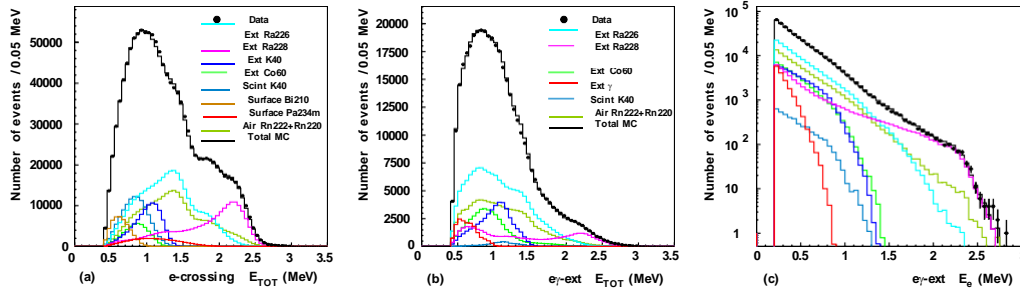 Number of events / 0.05 MeV
50000
40000
30000
20000
10000
0
Data
Ext Ra226
Ext Ra228
Ext K40
Ext Co60
Scint K40
Surface Bi210
Surface Pa234m
Air Rn222+Rn220
Total MC
0 0.5 1 1.5 2 2.5 3 3.5
(a) e-crossing E_TOT (MeV)
Number of events / 0.05 MeV
20000
17500
15000
12500
10000
7500
5000
2500
0
Data
Ext Ra226
Ext Ra228
Ext Co60
Ext γ
Scint K40
Air Rn222+Rn220
Total MC
0 0.5 1 1.5 2 2.5 3 3.5
(b) eγ-ext E_TOT (MeV)
Number of events / 0.05 MeV
10^5
10^4
10^3
10^2
10
1
0 0.5 1 1.5 2 2.5 3
(c) eγ-ext E_e (MeV)